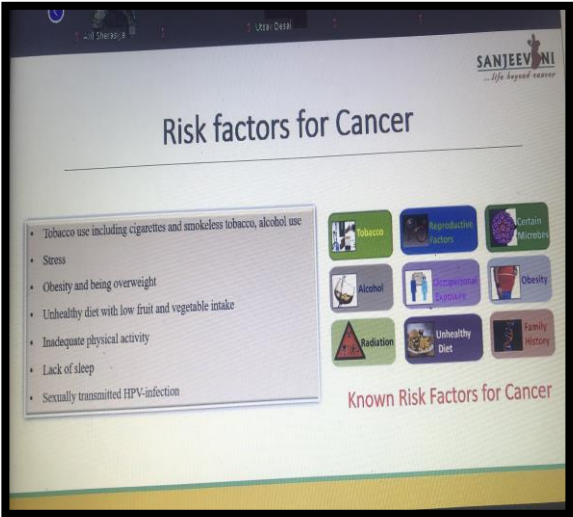 Anil Sherasiya
Utsav Desai
SANJEEVNI
...life beyond cancer
Risk factors for Cancer
• Tobacco use including cigarettes and smokeless tobacco, alcohol use
• Stress
• Obesity and being overweight
• Unhealthy diet with low fruit and vegetable intake
• Inadequate physical activity
• Lack of sleep
• Sexually transmitted HPV-infection
Tobacco
Reproductive
Factors
Certain
Microbes
Alcohol
Occupational
Exposure
Obesity
Radiation
Unhealthy
Diet
Family
History
Known Risk Factors for Cancer